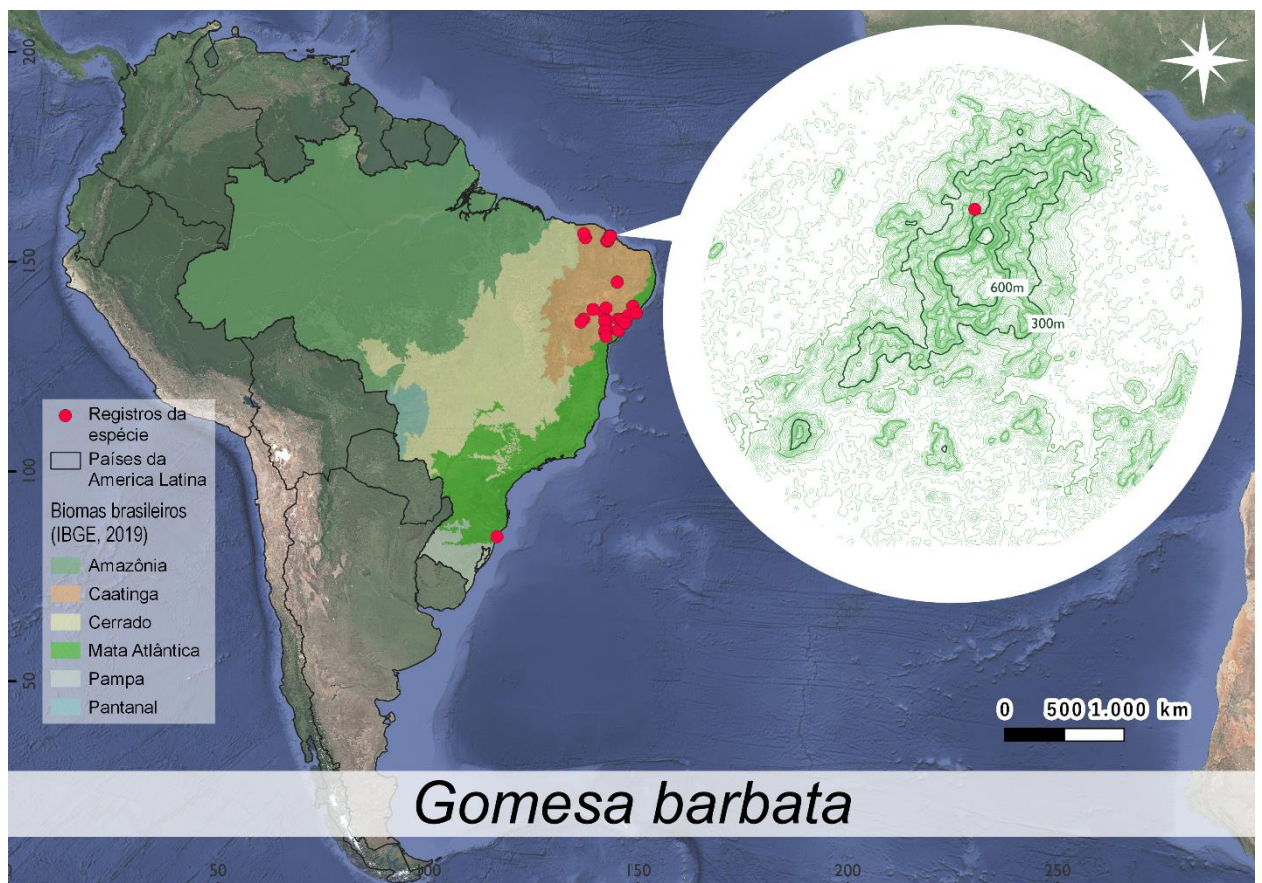 200
150
100
50
600m
300m
Registros da
espécie
Países da
America Latina
Biomas brasileiros
(IBGE, 2019)
Amazônia
Caatinga
Cerrado
Mata Atlântica
Pampa
Pantanal
0 500 1.000 km
Gomesa barbata
50 100 150 200 250